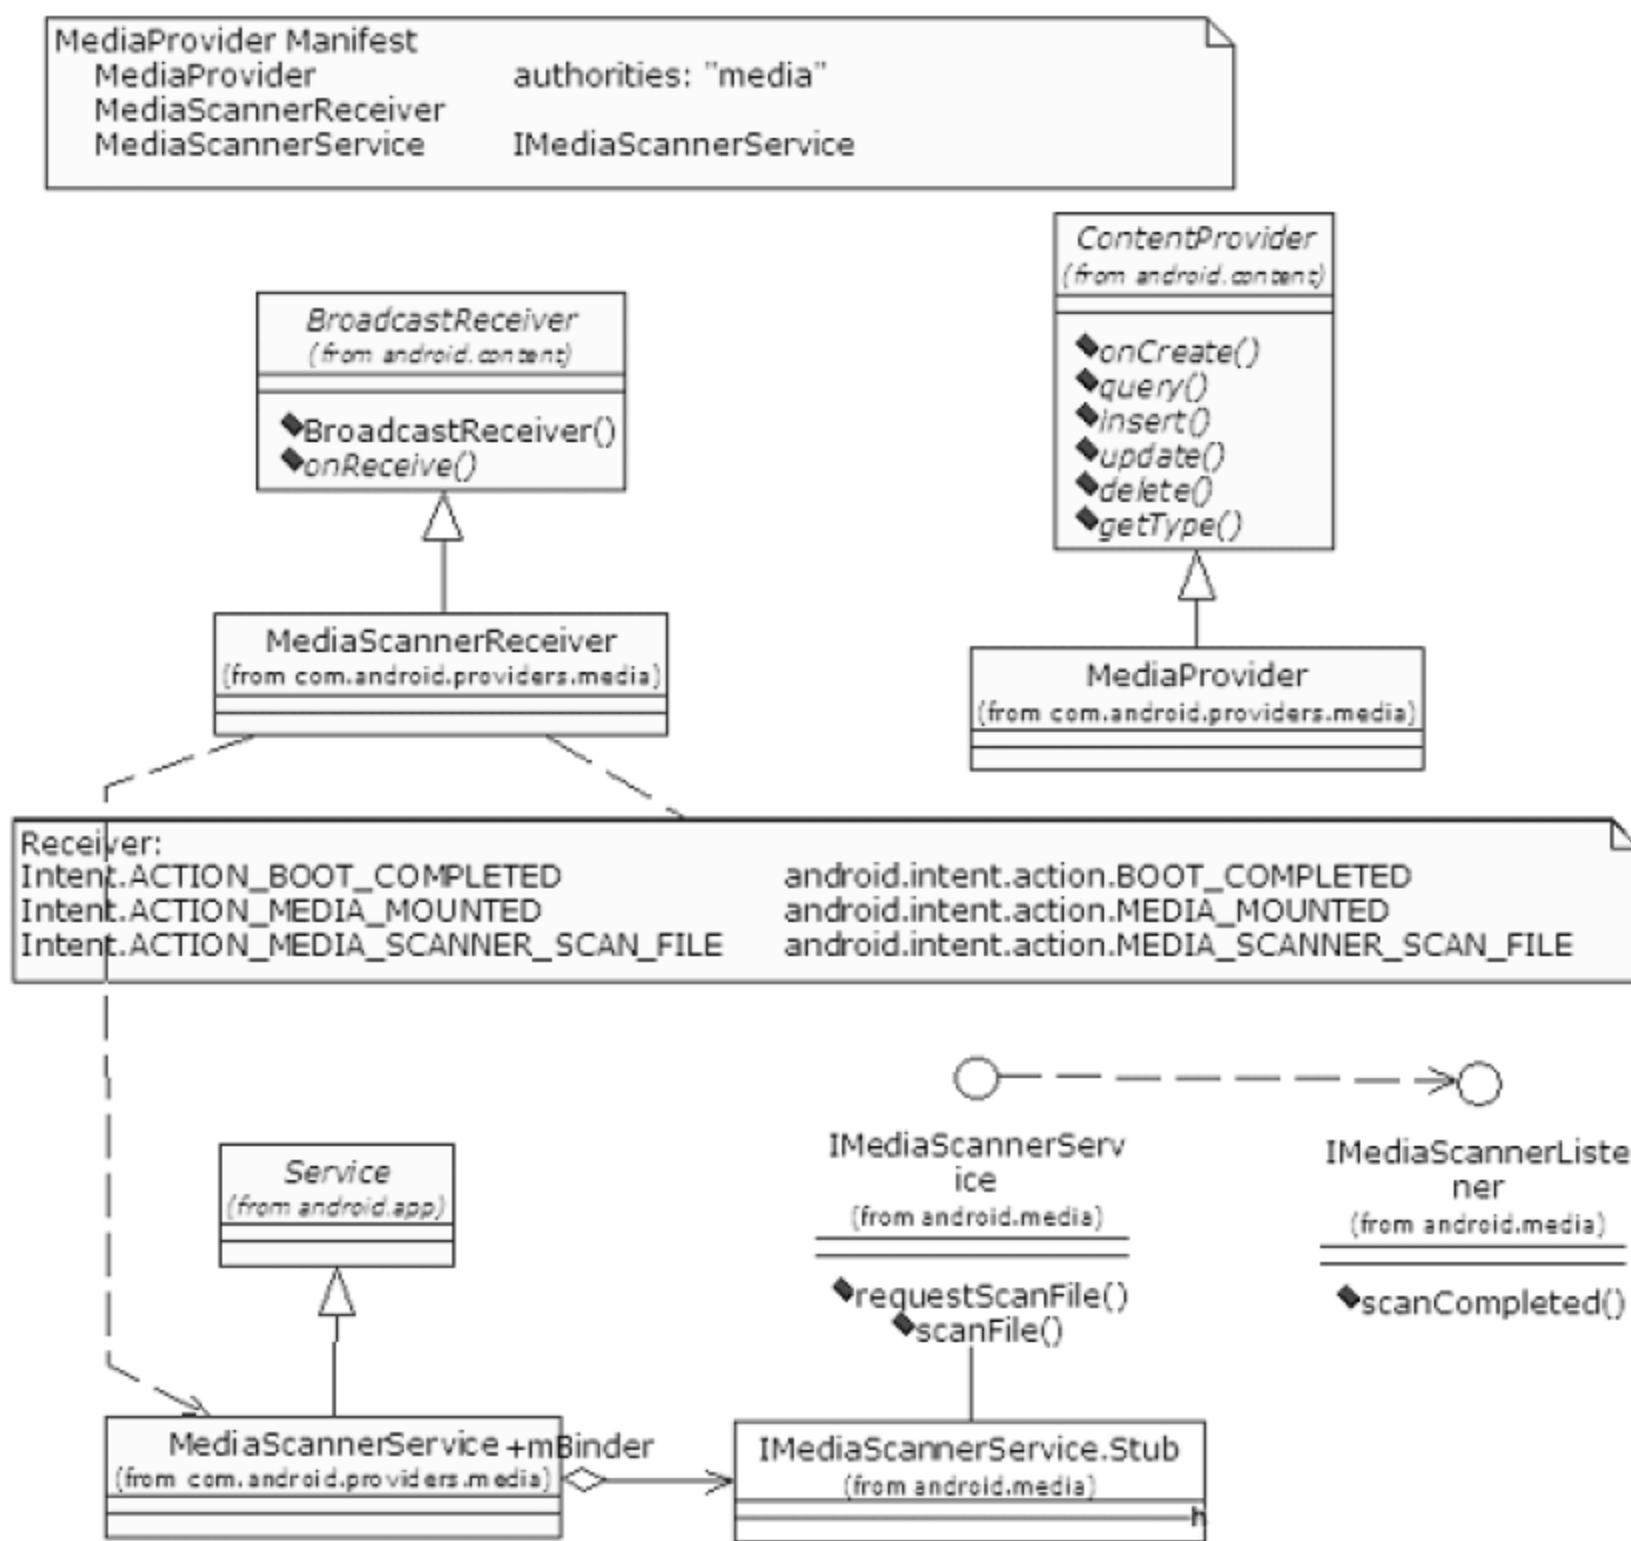 MediaProvider Manifest
MediaProvider authorities: "media"
MediaScannerReceiver
MediaScannerService IMediaScannerService
ContentProvider
(from android.content)
onCreate()
query()
insert()
update()
delete()
getType()
BroadcastReceiver
(from android.content)
BroadcastReceiver()
onReceive()
MediaScannerReceiver
(from com.android.providers.media)
MediaProvider
(from com.android.providers.media)
Receiver:
Intent.ACTION_BOOT_COMPLETED android.intent.action.BOOT_COMPLETED
Intent.ACTION_MEDIA_MOUNTED android.intent.action.MEDIA_MOUNTED
Intent.ACTION_MEDIA_SCANNER_SCAN_FILE android.intent.action.MEDIA_SCANNER_SCAN_FILE
IMediaScannerServ
ice
(from android.media)
requestScanFile()
scanFile()
IMediaScannerListe
ner
(from android.media)
scanCompleted()
Service
(from android.app)
MediaScannerService +mBinder
(from com.android.providers.media)
IMediaScannerService.Stub
(from android.media)
h